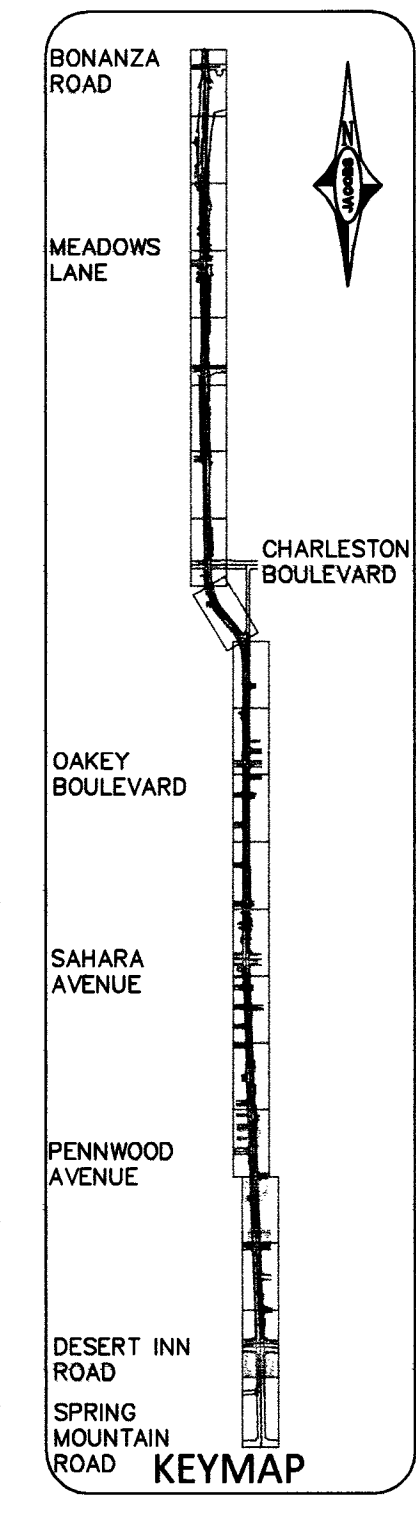 BONANZA
ROAD
N
JACOBS
MEADOWS
LANE
CHARLESTON
BOULEVARD
OAKEY
BOULEVARD
SAHARA
AVENUE
PENNWOOD
AVENUE
DESERT INN
ROAD
SPRING
MOUNTAIN
ROAD
KEYMAP